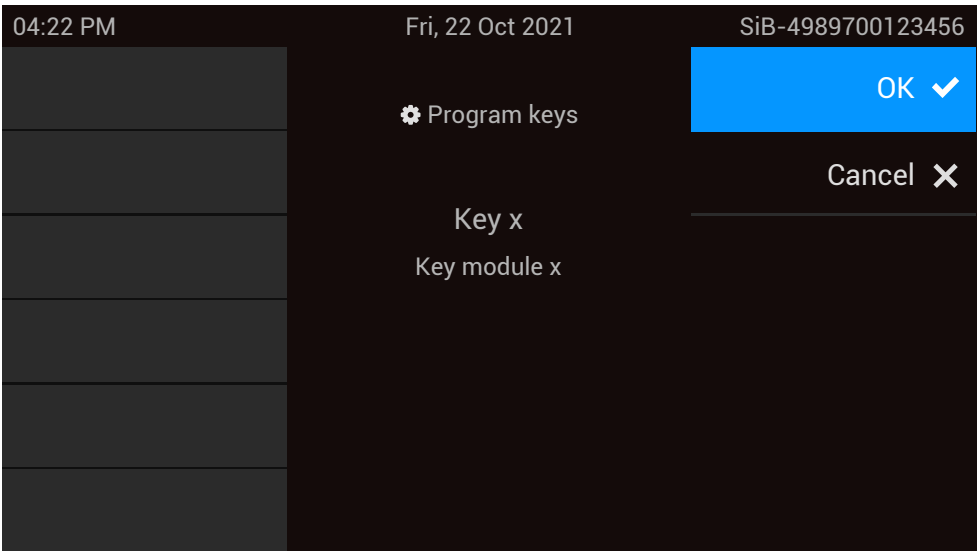 04:22 PM Fri, 22 Oct 2021 SiB-4989700123456
OK
Program keys
Cancel
Key x
Key module x